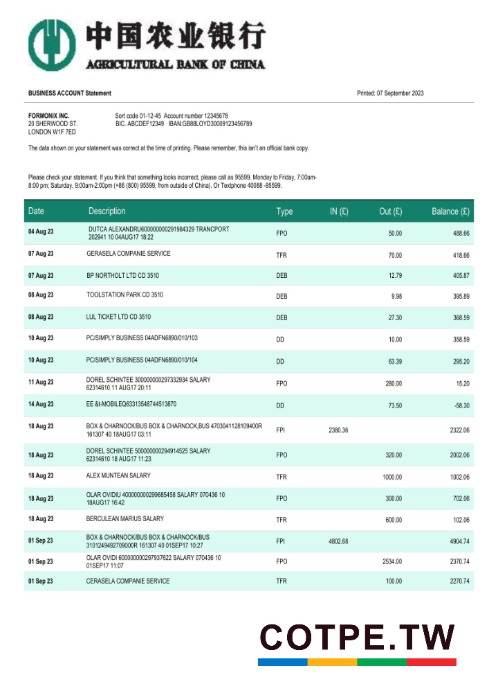 中国农业银行
AGRICULTURAL BANK OF CHINA
BUSINESS ACCOUNT Statement Printed: 07 September 2023
FORMONIX INC. Sort code 01-12-45 Account number 12345678
20 SHERWOOD ST. BIC. ABCDEF12349 IBAN:GB88LOYD30009123456789
LONDON W1F 7ED
The data shown on your statement was correct at the time of printing. Please remember, this isn't an official bank copy.
Please check your statement. If you think that something looks incorrect, please call as 95599. Monday to Friday, 7:00am-
8:00 pm; Saturday, 9:00am-2:00pm (+86 (800) 95599, from outside of China). Or Textphone 40088 -95599.
Date Description Type IN (£) Out (£) Balance (£)
04 Aug 23 DUTCA ALEXANDRU600000000291984329 TRANCPORT FPO 50.00 488.66
202941 10 04AUG17 18:22
07 Aug 23 GERASELA COMPANIE SERVICE TFR 70.00 418.66
07 Aug 23 BP NORTHOLT LTD CD 3510 DEB 12.79 405.87
08 Aug 23 TOOLSTATION PARK CD 3510 DEB 9.98 395.89
08 Aug 23 LUL TICKET LTD CD 3510 DEB 27.30 368.59
10 Aug 23 PC/SIMPLY BUSINESS 04ADFN6890/010/103 DD 10.00 358.59
10 Aug 23 PC/SIMPLY BUSINESS 04ADFN6890/010/104 DD 63.39 295.20
11 Aug 23 DOREL SCHINTEE 300000000297332934 SALARY FPO 280.00 15.20
62314610 11 AUG17 20:11
14 Aug 23 EE &I-MOBILEQ63313548744513870 DD 73.50 -58.30
18 Aug 23 BOX & CHARNOCK/BUS BOX & CHARNOCK,BUS 4703041128109400R FPI 2380.36 2322.06
161307 40 18AUG17 03:11
18 Aug 23 DOREL SCHINTEE 500000000294914525 SALARY FPO 320.00 2002.06
62314610 18 AUG17 11:23
18 Aug 23 ALEX MUNTEAN SALARY TFR 1000.00 1002.06
18 Aug 23 OLAR OVIDIU 400000000299685458 SALARY 070436 10 FPO 300.00 702.06
18AUG17 16:42
18 Aug 23 BERCULEAN MARIUS SALARY TFR 600.00 102.06
01 Sep 23 BOX & CHARNOCK/BUS BOX & CHARNOCK/BUS FPI 4802.68 4904.74
3101249492709000R 161307 40 01SEP17 10:27
01 Sep 23 OLAR OVIDI 600000000297937622 SALARY 070436 10 FPO 2534.00 2370.74
01SEP17 11:07
01 Sep 23 CERASELA COMPANIE SERVICE TFR 100.00 2270.74
COTPE.TW